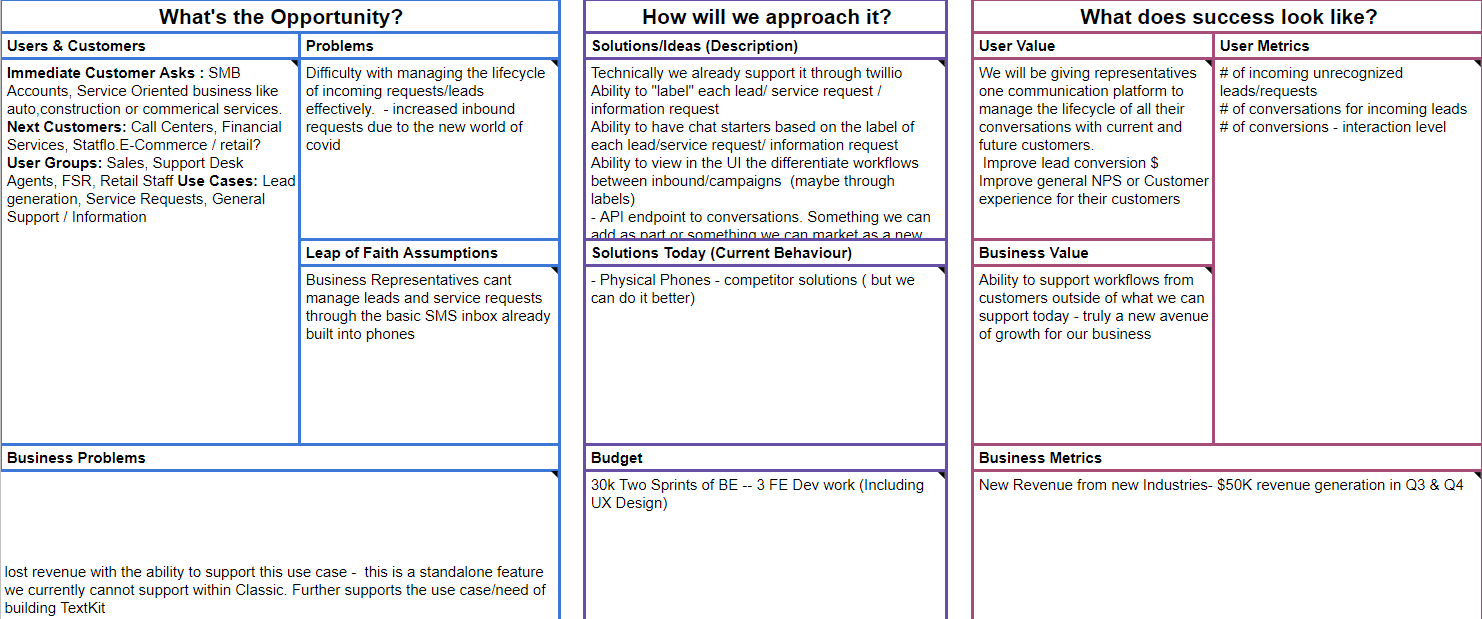 What's the Opportunity?
Users & Customers
Immediate Customer Asks : SMB
Accounts, Service Oriented business like
auto,construction or commerical services.
Next Customers: Call Centers, Financial
Services, Statflo.E-Commerce / retail?
User Groups: Sales, Support Desk
Agents, FSR, Retail Staff Use Cases: Lead
generation, Service Requests, General
Support / Information
Problems
Difficulty with managing the lifecycle
of incoming requests/leads
effectively.  - increased inbound
requests due to the new world of
covid
Leap of Faith Assumptions
Business Representatives cant
manage leads and service requests
through the basic SMS inbox already
built into phones
Business Problems
lost revenue with the ability to support this use case -  this is a standalone feature
we currently cannot support within Classic. Further supports the use case/need of
building TextKit
How will we approach it?
Solutions/Ideas (Description)
Technically we already support it through twillio
Ability to "label" each lead/ service request /
information request
Ability to have chat starters based on the label of
each lead/service request/ information request
Ability to view in the UI the differentiate workflows
between inbound/campaigns  (maybe through
labels)
- API endpoint to conversations. Something we can
add as part or something we can market as a new
Solutions Today (Current Behaviour)
- Physical Phones - competitor solutions ( but we
can do it better)
Budget
30k Two Sprints of BE -- 3 FE Dev work (Including
UX Design)
What does success look like?
User Value
We will be giving representatives
one communication platform to
manage the lifecycle of all their
conversations with current and
future customers.
Improve lead conversion $
Improve general NPS or Customer
experience for their customers
User Metrics
# of incoming unrecognized
leads/requests
# of conversations for incoming leads
# of conversions - interaction level
Business Value
Ability to support workflows from
customers outside of what we can
support today - truly a new avenue
of growth for our business
Business Metrics
New Revenue from new Industries- $50K revenue generation in Q3 & Q4